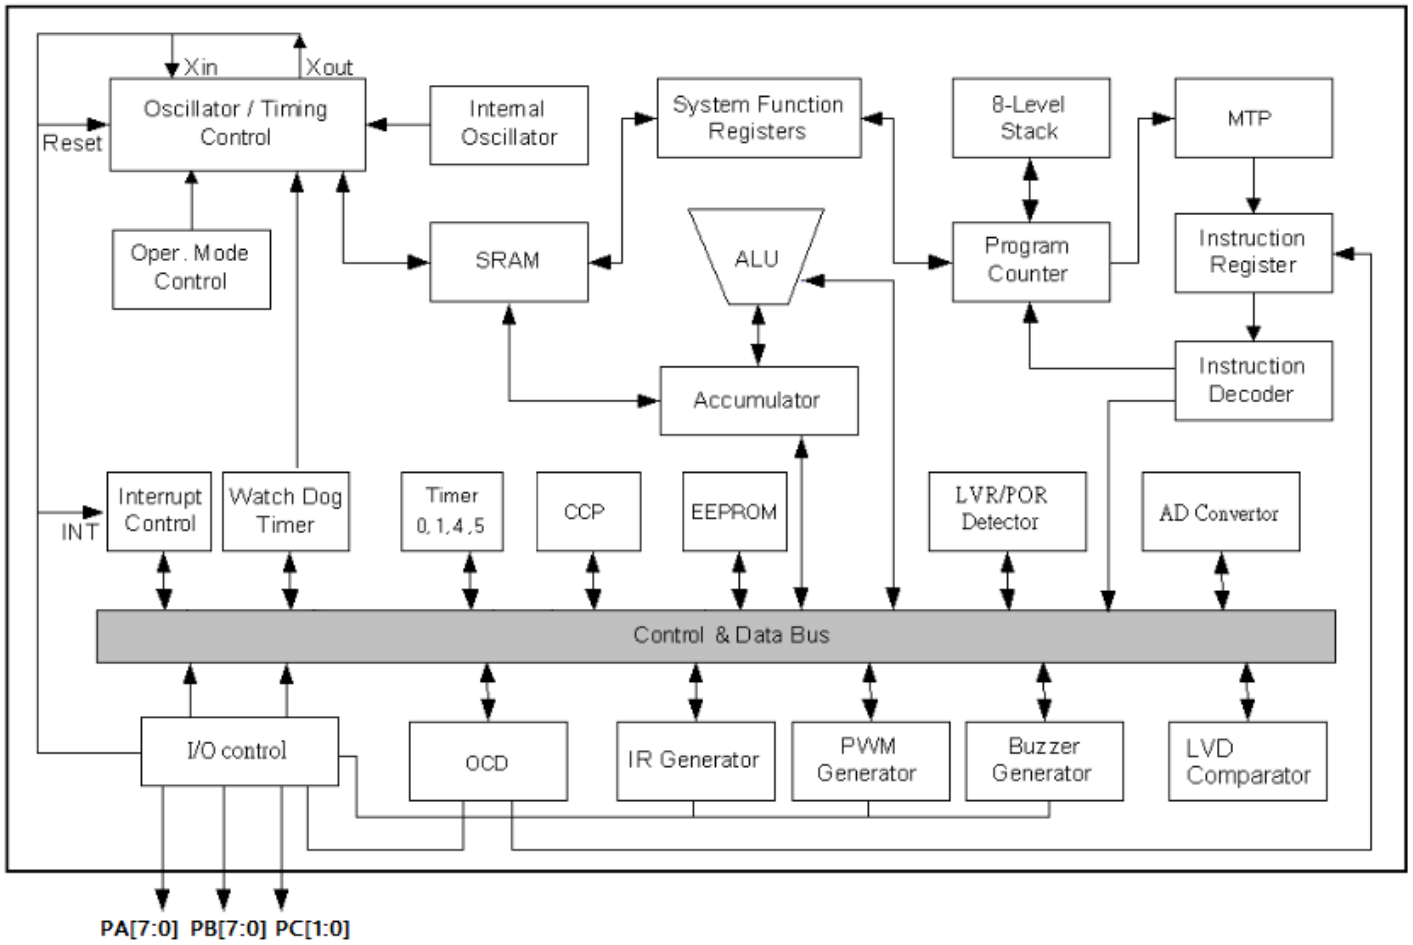 Xin
Xout
Oscillator / Timing
Control
Reset
Internal
Oscillator
System Function
Registers
8-Level
Stack
MTP
Oper. Mode
Control
SRAM
ALU
Program
Counter
Instruction
Register
Instruction
Decoder
Accumulator
INT
Interrupt
Control
Watch Dog
Timer
Timer
0,1,4,5
CCP
EEPROM
LVR/POR
Detector
AD Convertor
Control & Data Bus
I/O control
OCD
IR Generator
PWM
Generator
Buzzer
Generator
LVD
Comparator
PA[7:0] PB[7:0] PC[1:0]